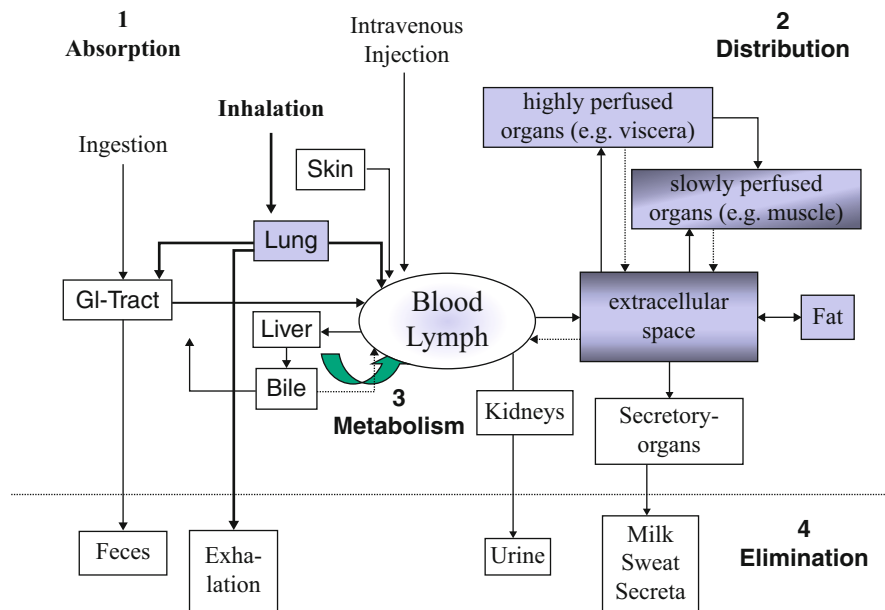 1
Absorption
Intravenous
Injection
2
Distribution
Inhalation
Ingestion
Skin
highly perfused
organs (e.g. viscera)
slowly perfused
organs (e.g. muscle)
Lung
GI-Tract
Blood
Lymph
extracellular
space
Fat
Liver
Bile
3
Metabolism
Kidneys
Secretory-
organs
Feces
Exha-
lation
Urine
Milk
Sweat
Secreta
4
Elimination